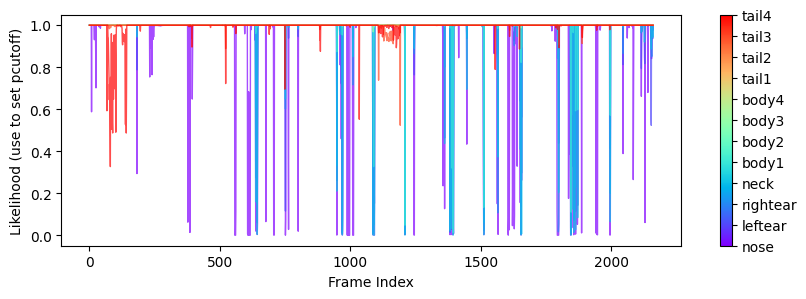 Likelihood (use to set pcutoff)
1.0
0.8
0.6
0.4
0.2
0.0
0
500
1000
1500
2000
Frame Index
tail4
tail3
tail2
tail1
body4
body3
body2
body1
neck
rightear
leftear
nose